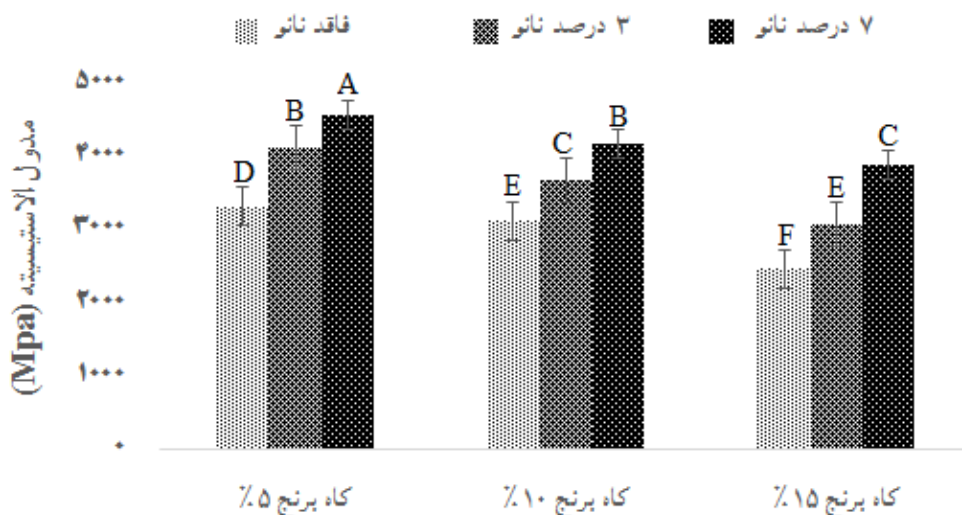 فاقد نانو ۳ درصد نانو ۷ درصد نانو
مدول الاستیسیته (Mpa)
۵۰۰۰
۴۰۰۰
۳۰۰۰
۲۰۰۰
۱۰۰۰
۰
D B A
E C B
F E C
کاه برنج ۵ ٪ کاه برنج ۱۰ ٪ کاه برنج ۱۵ ٪